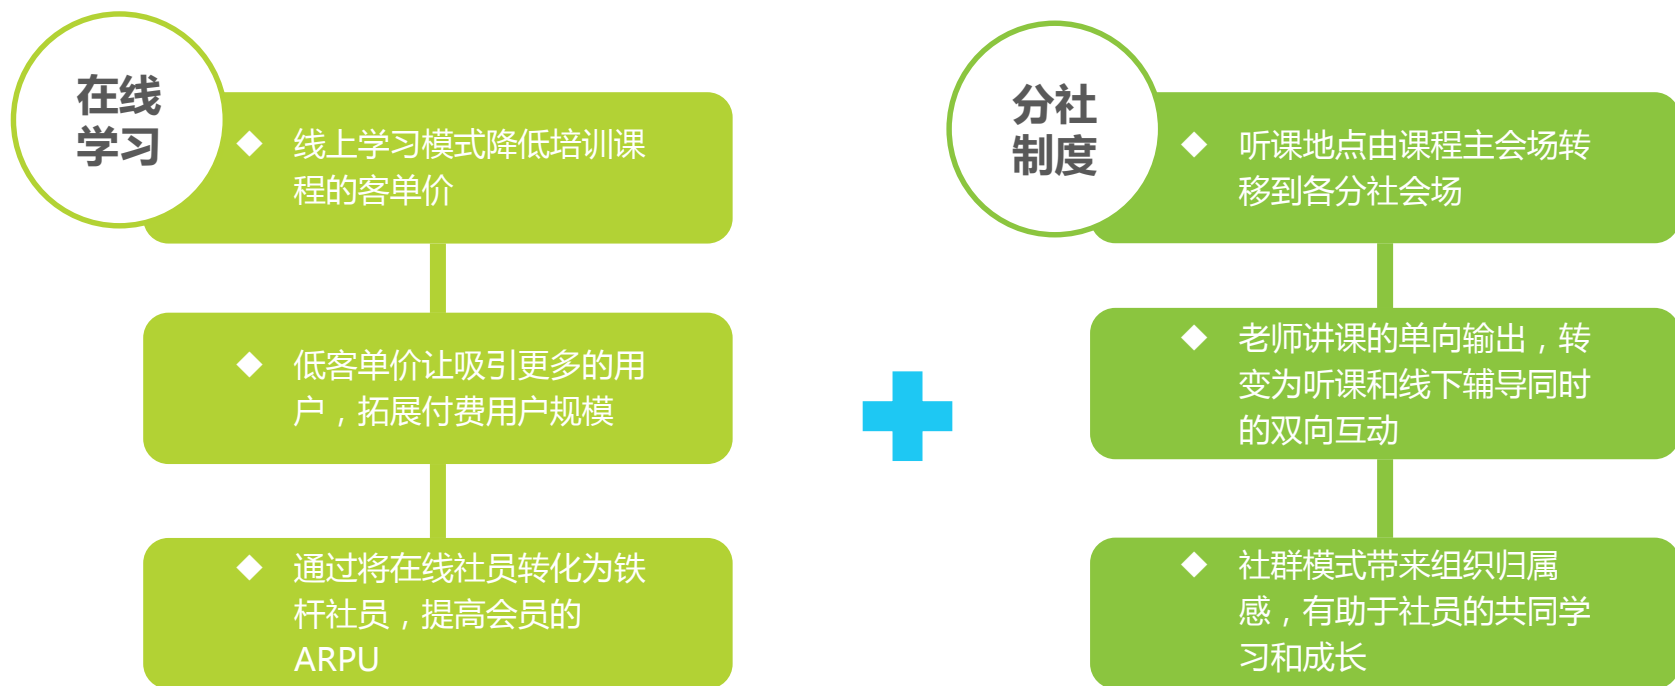 在线
学习
线上学习模式降低培训课
程的客单价
低客单价让吸引更多的用
户，拓展付费用户规模
通过将在线社员转化为铁
杆社员，提高会员的
ARPU
分社
制度
听课地点由课程主会场转
移到各分社会场
老师讲课的单向输出，转
变为听课和线下辅导同时
的双向互动
社群模式带来组织归属
感，有助于社员的共同学
习和成长